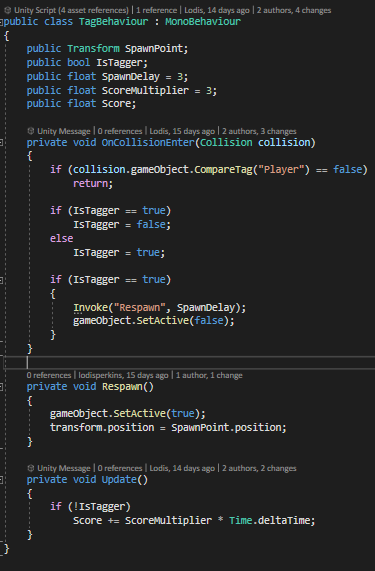 Unity Script (4 asset references) | 1 reference | Lodis, 14 days ago | 2 authors, 4 changes
public class TagBehaviour : MonoBehaviour
{
    public Transform SpawnPoint;
    public bool IsTagger;
    public float SpawnDelay = 3;
    public float ScoreMultiplier = 3;
    public float Score;

    Unity Message | 0 references | Lodis, 15 days ago | 2 authors, 3 changes
    private void OnCollisionEnter(Collision collision)
    {
        if (collision.gameObject.CompareTag("Player") == false)
            return;

        if (IsTagger == true)
            IsTagger = false;
        else
            IsTagger = true;

        if (IsTagger == true)
        {
            Invoke("Respawn", SpawnDelay);
            gameObject.SetActive(false);
        }
    }

    0 references | lodisperkins, 15 days ago | 1 author, 1 change
    private void Respawn()
    {
        gameObject.SetActive(true);
        transform.position = SpawnPoint.position;
    }

    Unity Message | 0 references | Lodis, 14 days ago | 2 authors, 2 changes
    private void Update()
    {
        if (!IsTagger)
            Score += ScoreMultiplier * Time.deltaTime;
    }
}